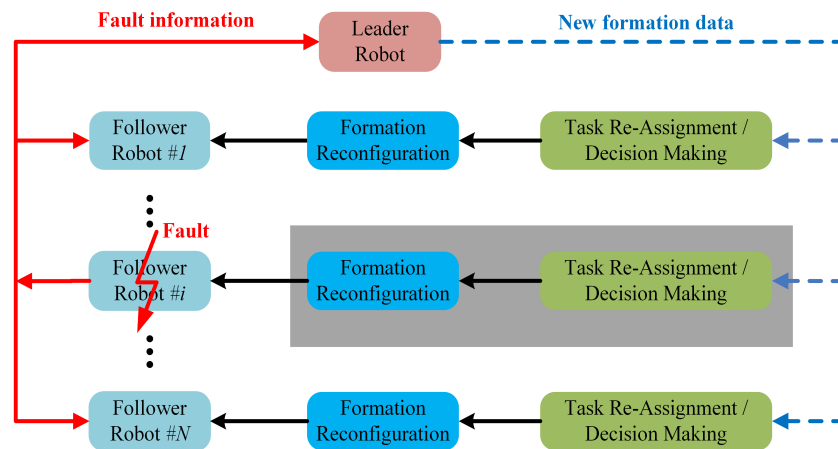 Fault information
Leader
Robot
New formation data
Follower
Robot #1
Formation
Reconfiguration
Task Re-Assignment /
Decision Making
Fault
Follower
Robot #i
Formation
Reconfiguration
Task Re-Assignment /
Decision Making
Follower
Robot #N
Formation
Reconfiguration
Task Re-Assignment /
Decision Making